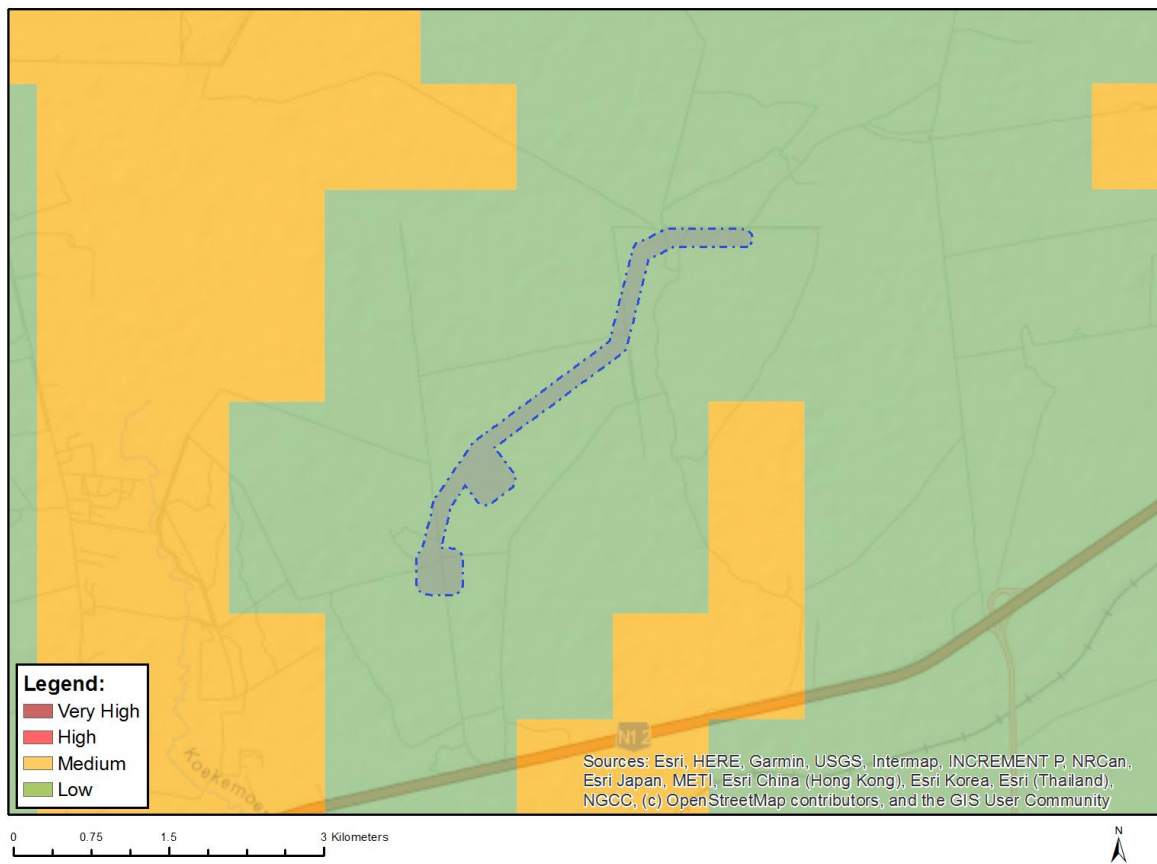 Legend:
Very High
High
Medium
Low
Koekemoer
N12
Sources: Esri, HERE, Garmin, USGS, Intermap, INCREMENT P, NRCan,
Esri Japan, METI, Esri China (Hong Kong), Esri Korea, Esri (Thailand),
NGCC, (c) OpenStreetMap contributors, and the GIS User Community
0 0.75 1.5 3 Kilometers
N